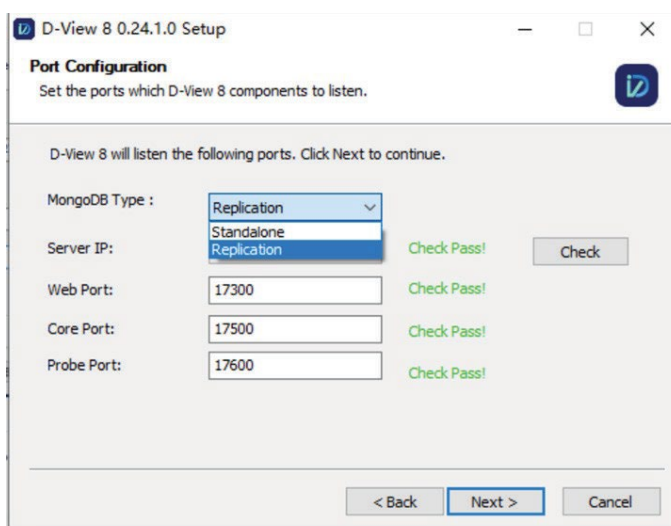 D-View 8 0.24.1.0 Setup
Port Configuration
Set the ports which D-View 8 components to listen.
D-View 8 will listen the following ports. Click Next to continue.
MongoDB Type :
Replication
Standalone
Replication
Server IP:
Check Pass!
Check
Web Port:
17300
Check Pass!
Core Port:
17500
Check Pass!
Probe Port:
17600
Check Pass!
< Back
Next >
Cancel